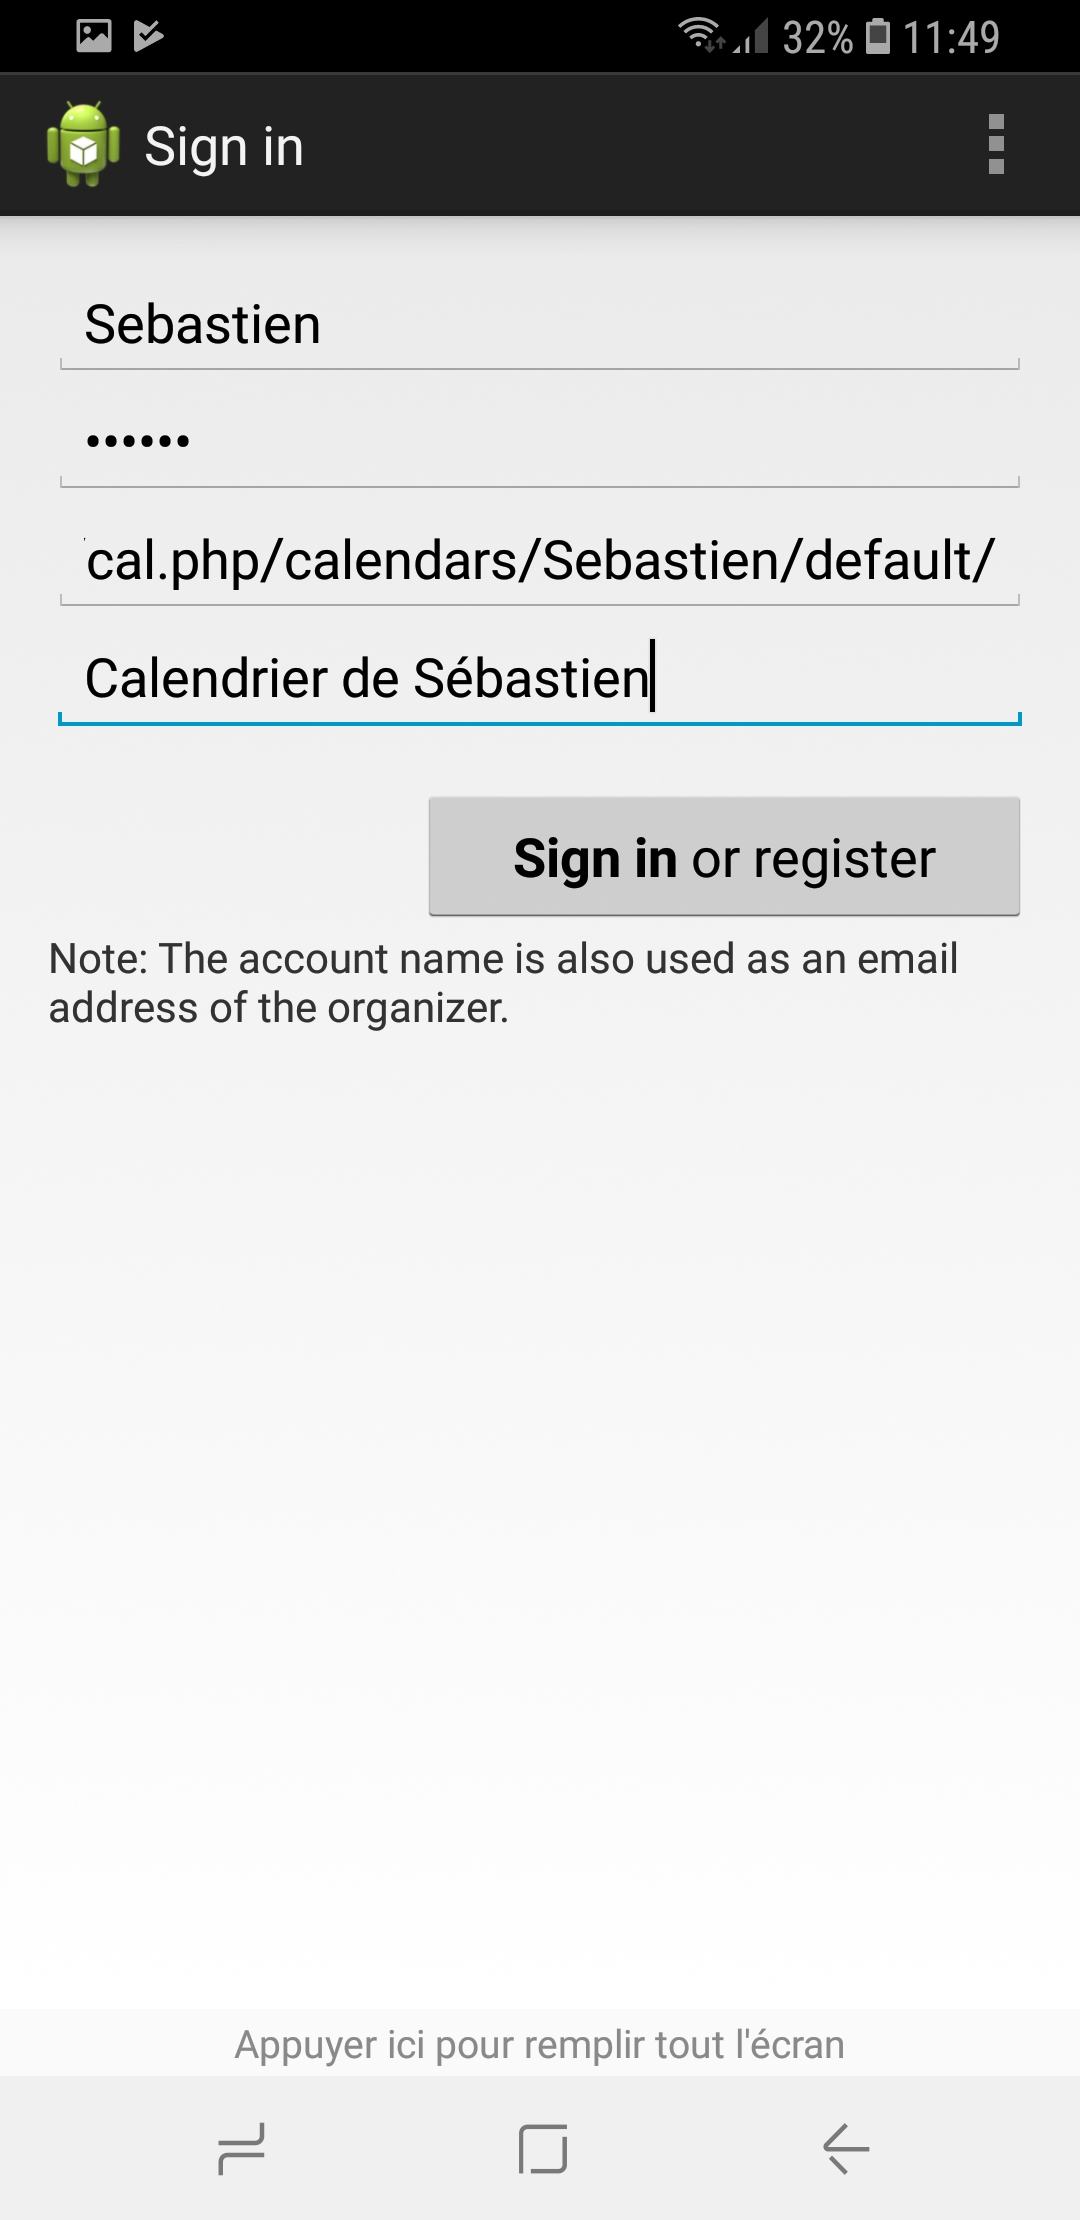 32% 11:49
Sign in
Sebastien
••••••
cal.php/calendars/Sebastien/default/
Calendrier de Sébastien
Sign in or register
Note: The account name is also used as an email
address of the organizer.
Appuyer ici pour remplir tout l'écran